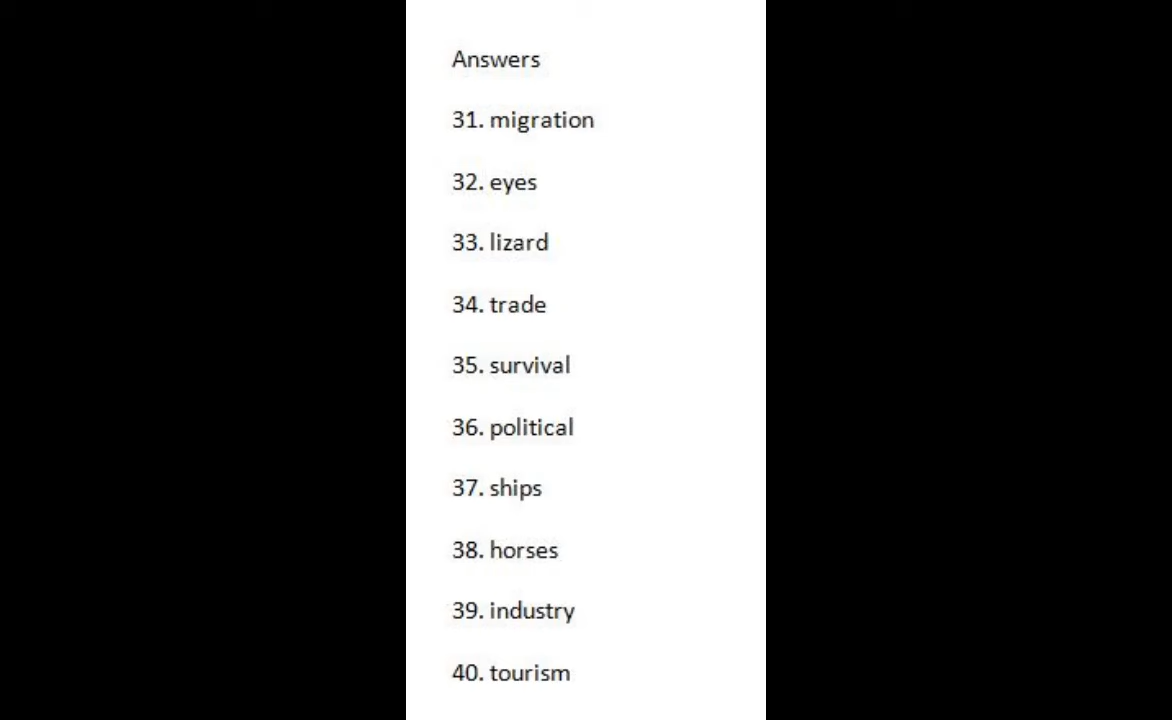 Answers
31. migration
32. eyes
33. lizard
34. trade
35. survival
36. political
37. ships
38. horses
39. industry
40. tourism